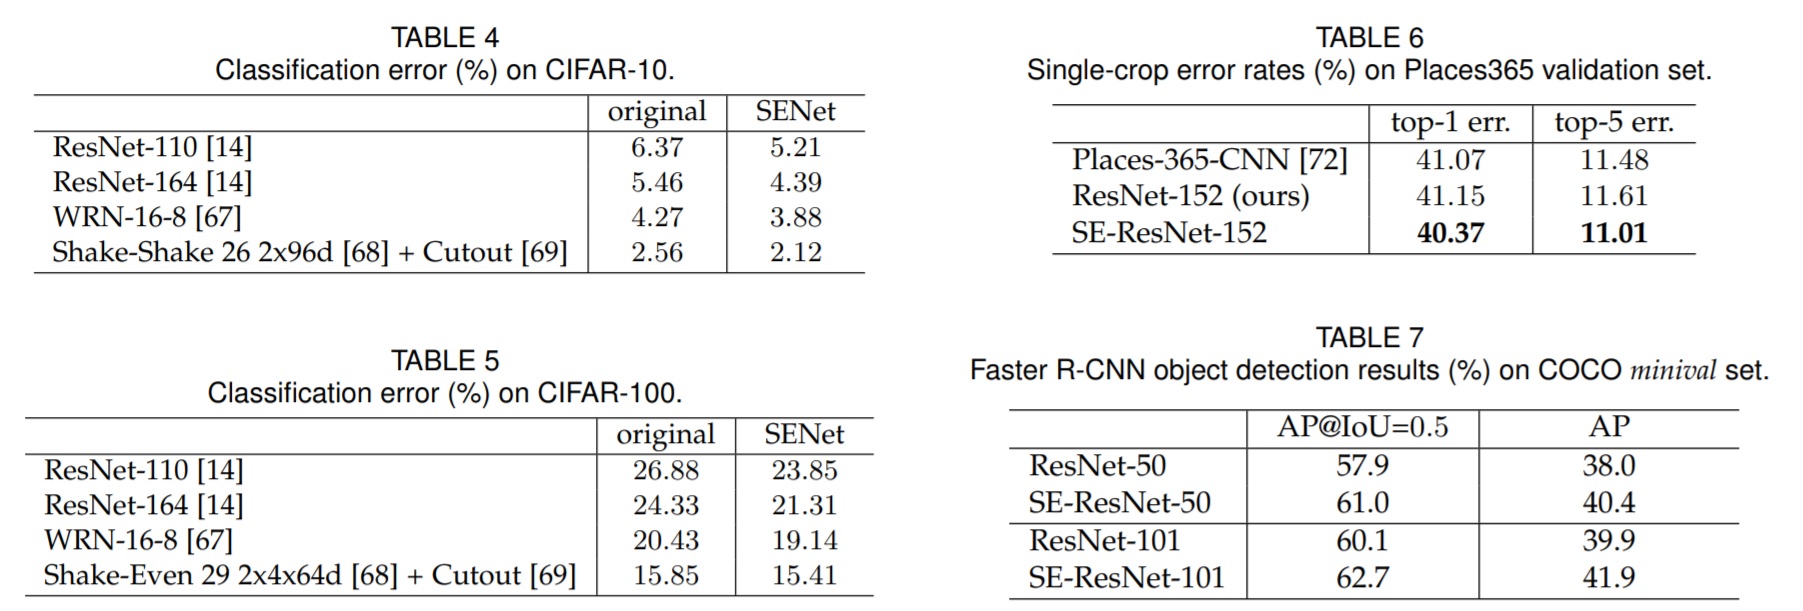 TABLE 4
Classification error (%) on CIFAR-10.
original SENet
ResNet-110 [14] 6.37 5.21
ResNet-164 [14] 5.46 4.39
WRN-16-8 [67] 4.27 3.88
Shake-Shake 26 2x96d [68] + Cutout [69] 2.56 2.12
TABLE 5
Classification error (%) on CIFAR-100.
original SENet
ResNet-110 [14] 26.88 23.85
ResNet-164 [14] 24.33 21.31
WRN-16-8 [67] 20.43 19.14
Shake-Even 29 2x4x64d [68] + Cutout [69] 15.85 15.41
TABLE 6
Single-crop error rates (%) on Places365 validation set.
top-1 err. top-5 err.
Places-365-CNN [72] 41.07 11.48
ResNet-152 (ours) 41.15 11.61
SE-ResNet-152 40.37 11.01
TABLE 7
Faster R-CNN object detection results (%) on COCO minival set.
AP@IoU=0.5 AP
ResNet-50 57.9 38.0
SE-ResNet-50 61.0 40.4
ResNet-101 60.1 39.9
SE-ResNet-101 62.7 41.9